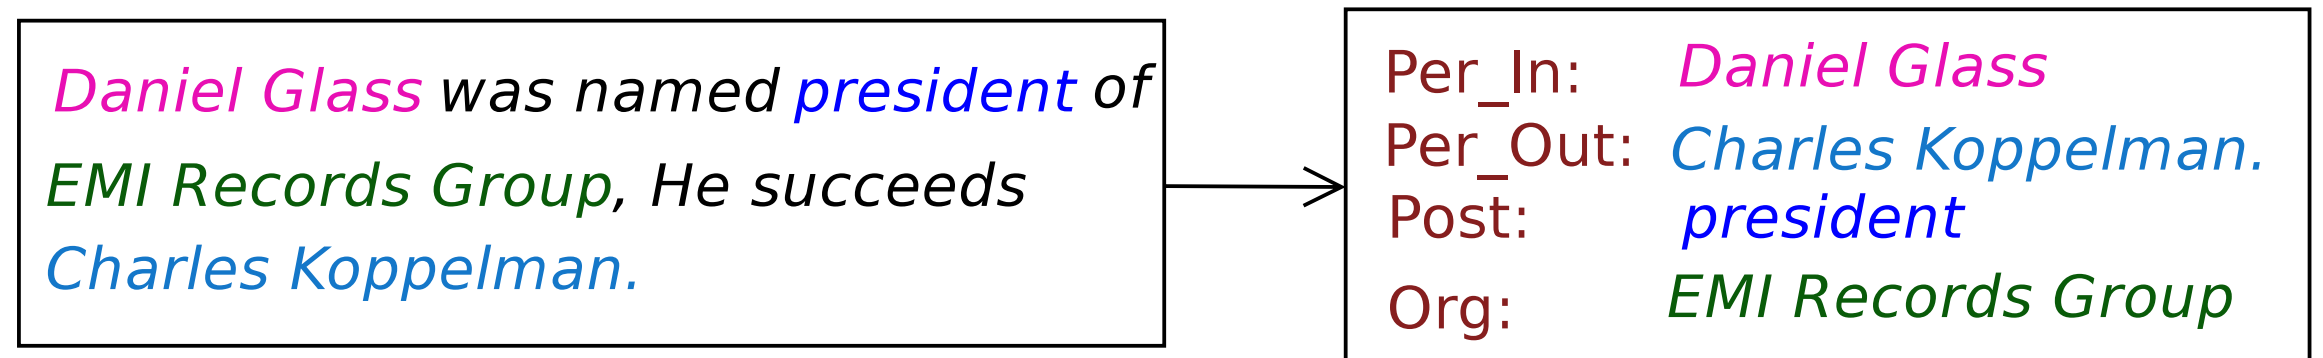 Daniel Glass was named president of
EMI Records Group, He succeeds
Charles Koppelman.
Per_In: Daniel Glass
Per_Out: Charles Koppelman.
Post: president
Org: EMI Records Group